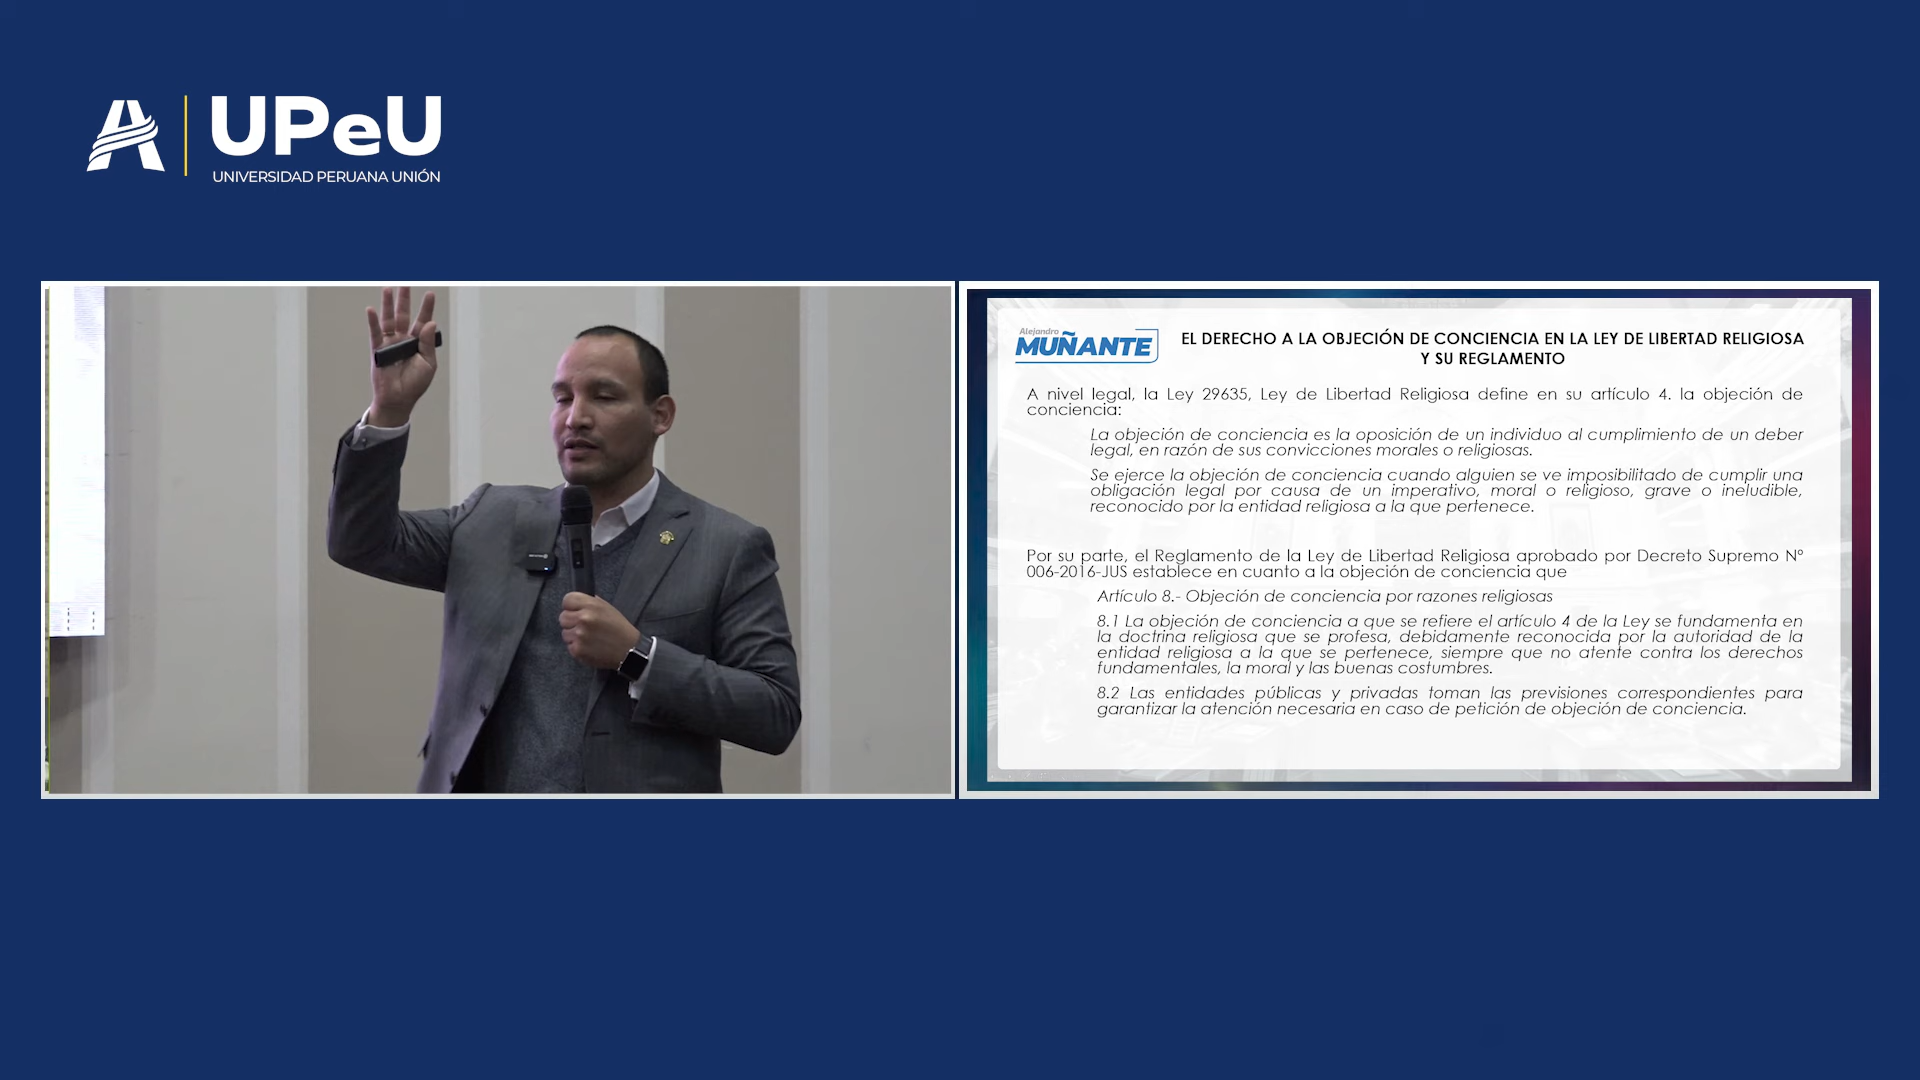 UPeU
UNIVERSIDAD PERUANA UNIÓN
Alejandro
MUÑANTE
EL DERECHO A LA OBJECIÓN DE CONCIENCIA EN LA LEY DE LIBERTAD RELIGIOSA
Y SU REGLAMENTO
A nivel legal, la Ley 29635, Ley de Libertad Religiosa define en su artículo 4. la objeción de
conciencia:
La objeción de conciencia es la oposición de un individuo al cumplimiento de un deber
legal, en razón de sus convicciones morales o religiosas.
Se ejerce la objeción de conciencia cuando alguien se ve imposibilitado de cumplir una
obligación legal por causa de un imperativo, moral o religioso, grave o ineludible,
reconocido por la entidad religiosa a la que pertenece.
Por su parte, el Reglamento de la Ley de Libertad Religiosa aprobado por Decreto Supremo Nº
006-2016-JUS establece en cuanto a la objeción de conciencia que
Artículo 8.- Objeción de conciencia por razones religiosas
8.1 La objeción de conciencia a que se refiere el artículo 4 de la Ley se fundamenta en
la doctrina religiosa que se profesa, debidamente reconocida por la autoridad de la
entidad religiosa a la que se pertenece, siempre que no atente contra los derechos
fundamentales, la moral y las buenas costumbres.
8.2 Las entidades públicas y privadas toman las previsiones correspondientes para
garantizar la atención necesaria en caso de petición de objeción de conciencia.